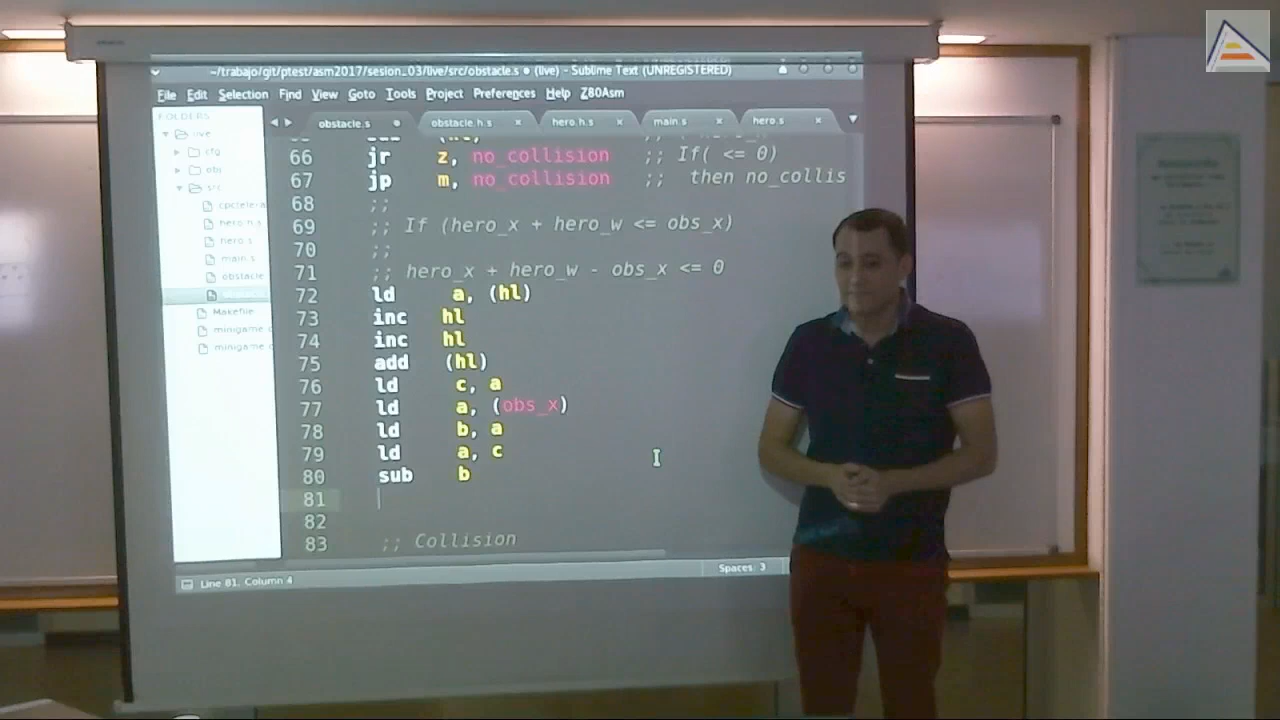 ~/trabajo/git/ptest/asm2017/sesion_03/live/src/obstacle.s • (live) - Sublime Text (UNREGISTERED)
File Edit Selection Find View Goto Tools Project Preferences Help Z80Asm
FOLDERS
live
cfg
obj
src
cpctelera
hero.h.s
hero.s
main.s
obstacle
Makefile
minigame.c
minigame.c
obstacle.s obstacle.h.s hero.h.s main.s hero.s
66 jr z, no_collision ;; If( <= 0)
67 jp m, no_collision ;; then no_collis
68 ;;
69 ;; If (hero_x + hero_w <= obs_x)
70 ;;
71 ;; hero_x + hero_w - obs_x <= 0
72 ld a, (hl)
73 inc hl
74 inc hl
75 add (hl)
76 ld c, a
77 ld a, (obs_x)
78 ld b, a
79 ld a, c
80 sub b
81
82
83 ;; Collision
Line 81, Column 4
Spaces: 3